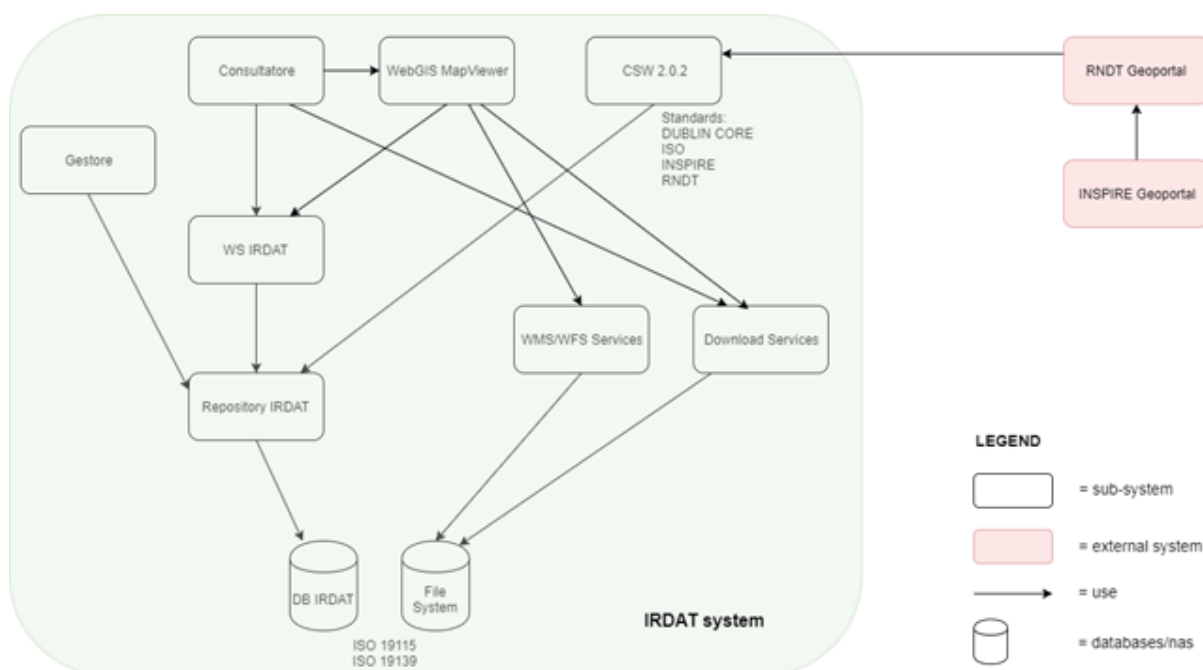 Consultatore
WebGIS MapViewer
CSW 2.0.2
RNDT Geoportal
Standards:
DUBLIN CORE
ISO
INSPIRE
RNDT
Gestore
INSPIRE Geoportal
WS IRDAT
WMS/WFS Services
Download Services
Repository IRDAT
DB IRDAT
File
System
ISO 19115
ISO 19139
IRDAT system
LEGEND
= sub-system
= external system
= use
= databases/nas